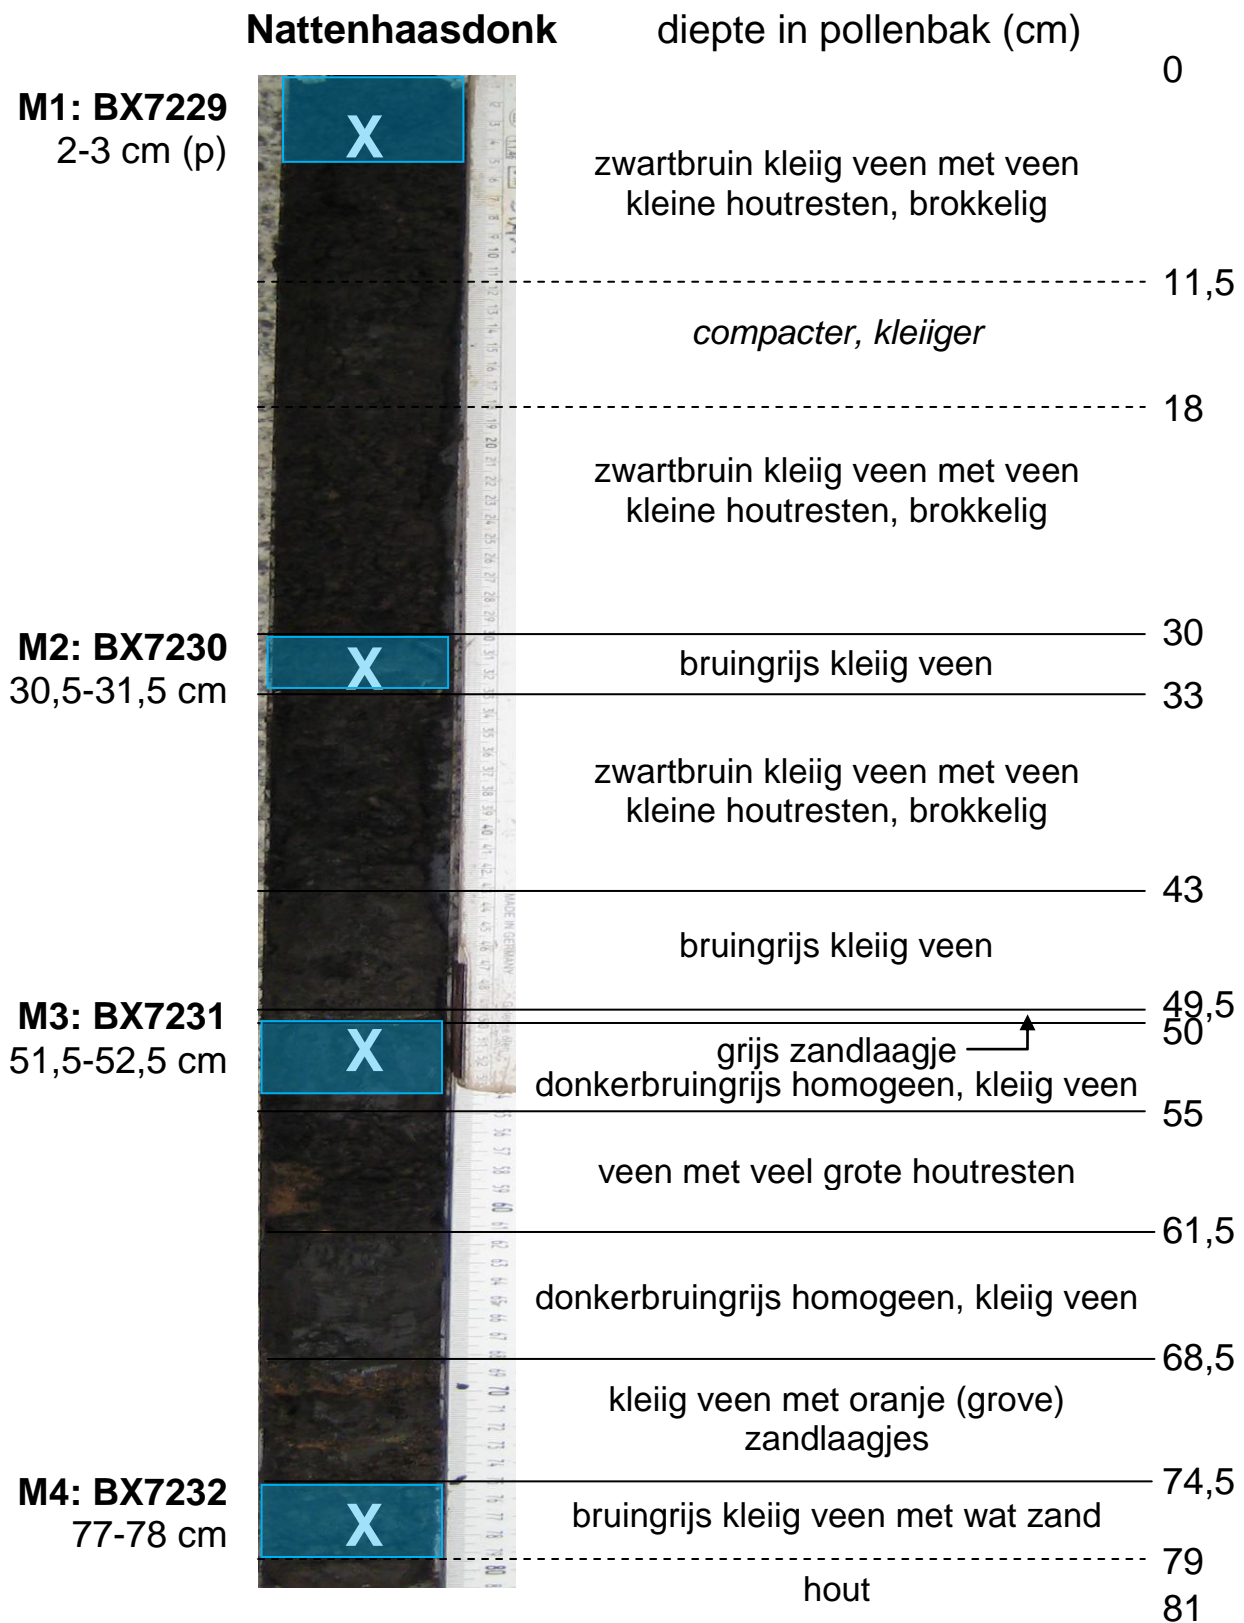 Nattenhaasdonk diepte in pollenbak (cm)
0
M1: BX7229
2-3 cm (p)
zwartbruin kleiig veen met veen
kleine houtresten, brokkelig
11,5
compacter, kleiiger
18
zwartbruin kleiig veen met veen
kleine houtresten, brokkelig
30
M2: BX7230
30,5-31,5 cm
bruingrijs kleiig veen
33
zwartbruin kleiig veen met veen
kleine houtresten, brokkelig
43
bruingrijs kleiig veen
MADE IN GERMANY
49,5
M3: BX7231
51,5-52,5 cm
50
grijs zandlaagje
donkerbruingrijs homogeen, kleiig veen
55
veen met veel grote houtresten
61,5
donkerbruingrijs homogeen, kleiig veen
68,5
kleiig veen met oranje (grove)
zandlaagjes
74,5
M4: BX7232
77-78 cm
bruingrijs kleiig veen met wat zand
79
hout
81
X
X
X
X